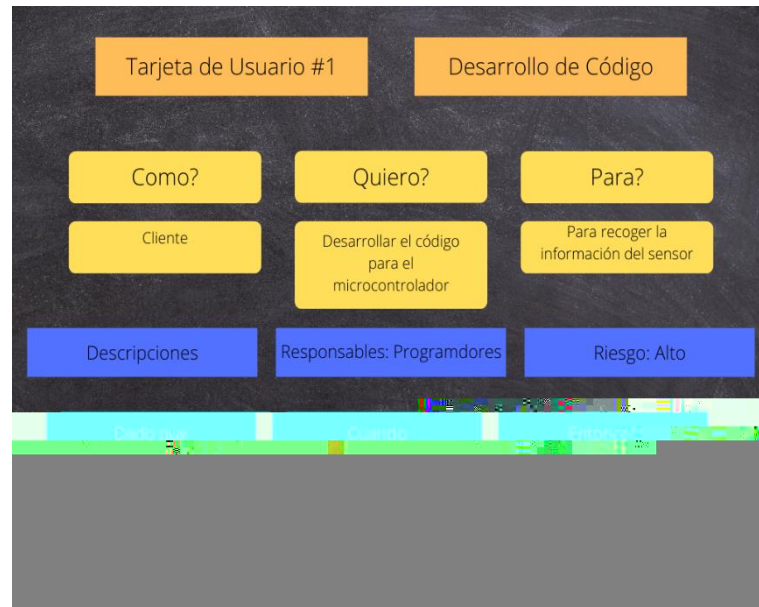 Tarjeta de Usuario #1
Desarrollo de Código
Como?
Quiero?
Para?
Cliente
Desarrollar el código
para el
microcontrolador
Para recoger la
información del sensor
Descripciones
Responsables: Programdores
Riesgo: Alto
Cuando